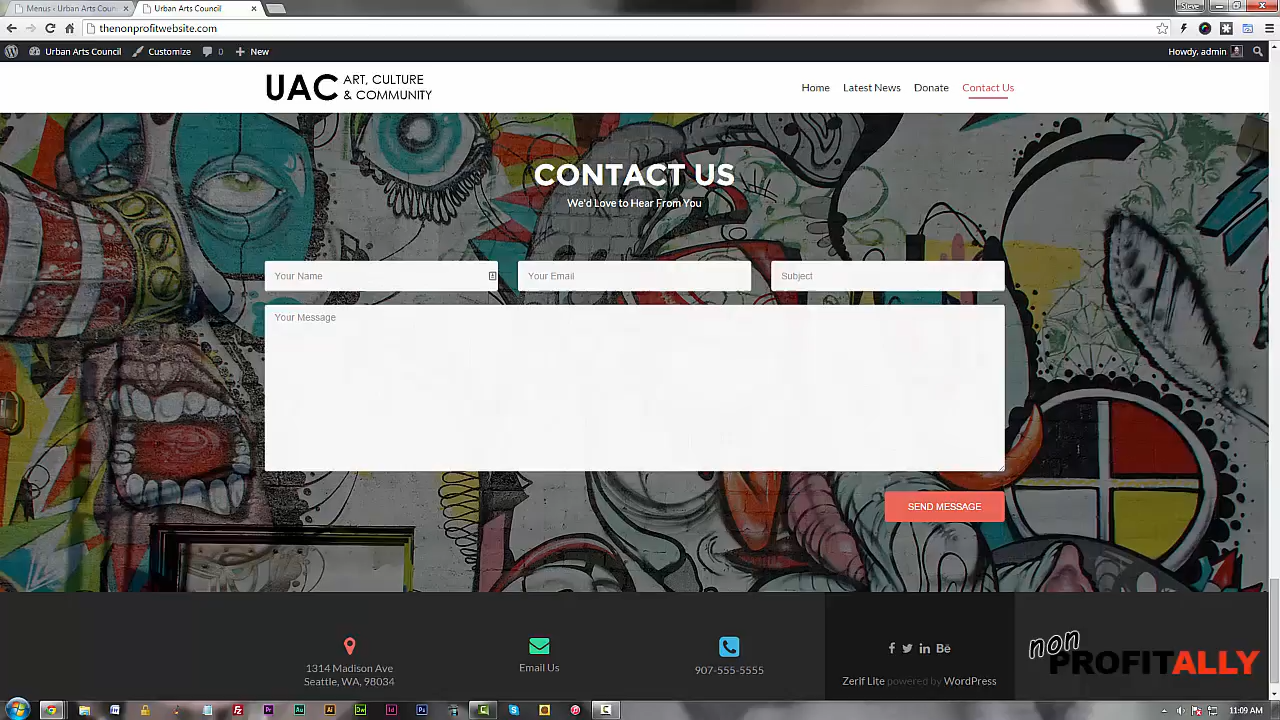 Menus ‹ Urban Arts Coun
Urban Arts Council
Steve
thenonprofitwebsite.com
Urban Arts Council
Customize
0
New
Howdy, admin
UAC ART, CULTURE
& COMMUNITY
Home
Latest News
Donate
Contact Us
CONTACT US
We'd Love to Hear From You
Your Name
Your Email
Subject
Your Message
SEND MESSAGE
1314 Madison Ave
Seattle, WA, 98034
Email Us
907-555-5555
Zerif Lite powered by WordPress
non
PROFITALLY
11:09 AM